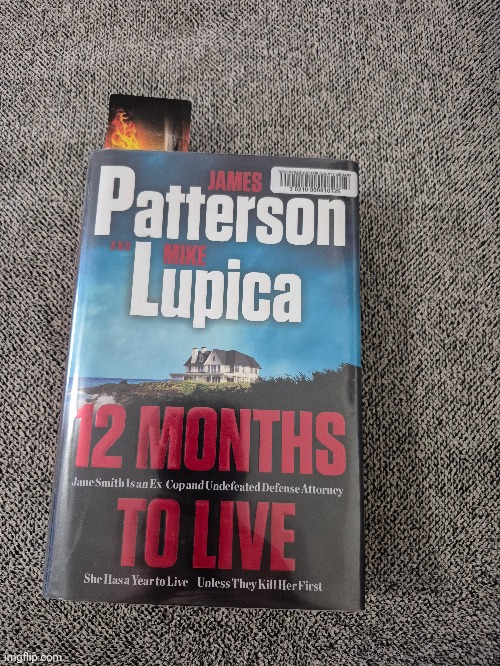 JAMES
Patterson
AND MIKE
Lupica
12 MONTHS
Jane Smith Is an Ex Cop and Undefeated Defense Attorney
TO LIVE
She Has a Year to Live Unless They Kill Her First
imgflip.com